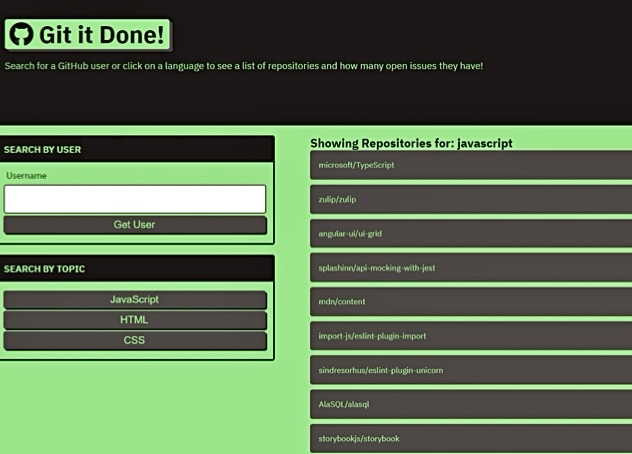 Git it Done!
Search for a GitHub user or click on a language to see a list of repositories and how many open issues they have!
SEARCH BY USER
Username
Get User
SEARCH BY TOPIC
JavaScript
HTML
CSS
Showing Repositories for: javascript
microsoft/TypeScript
zulip/zulip
angular-ui/ui-grid
splashinn/api-mocking-with-jest
mdn/content
import-js/eslint-plugin-import
sindresorhus/eslint-plugin-unicorn
AlaSQL/alasql
storybookjs/storybook